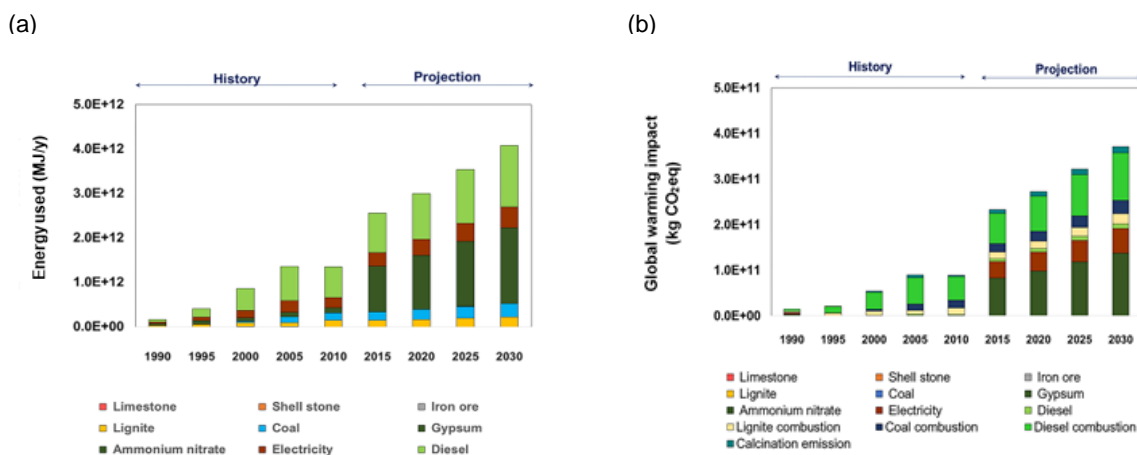 (a)
History Projection
Energy used (MJ/y)
5.0E+12
4.0E+12
3.0E+12
2.0E+12
1.0E+12
0.0E+00
1990 1995 2000 2005 2010 2015 2020 2025 2030
Limestone Shell stone Iron ore
Lignite Coal Gypsum
Ammonium nitrate Electricity Diesel
(b)
History Projection
Global warming impact
(kg CO₂eq)
5.0E+11
4.0E+11
3.0E+11
2.0E+11
1.0E+11
0.0E+00
1990 1995 2000 2005 2010 2015 2020 2025 2030
Limestone Shell stone Iron ore
Lignite Coal Gypsum
Ammonium nitrate Electricity Diesel
Lignite combustion Coal combustion Diesel combustion
Calcination emission